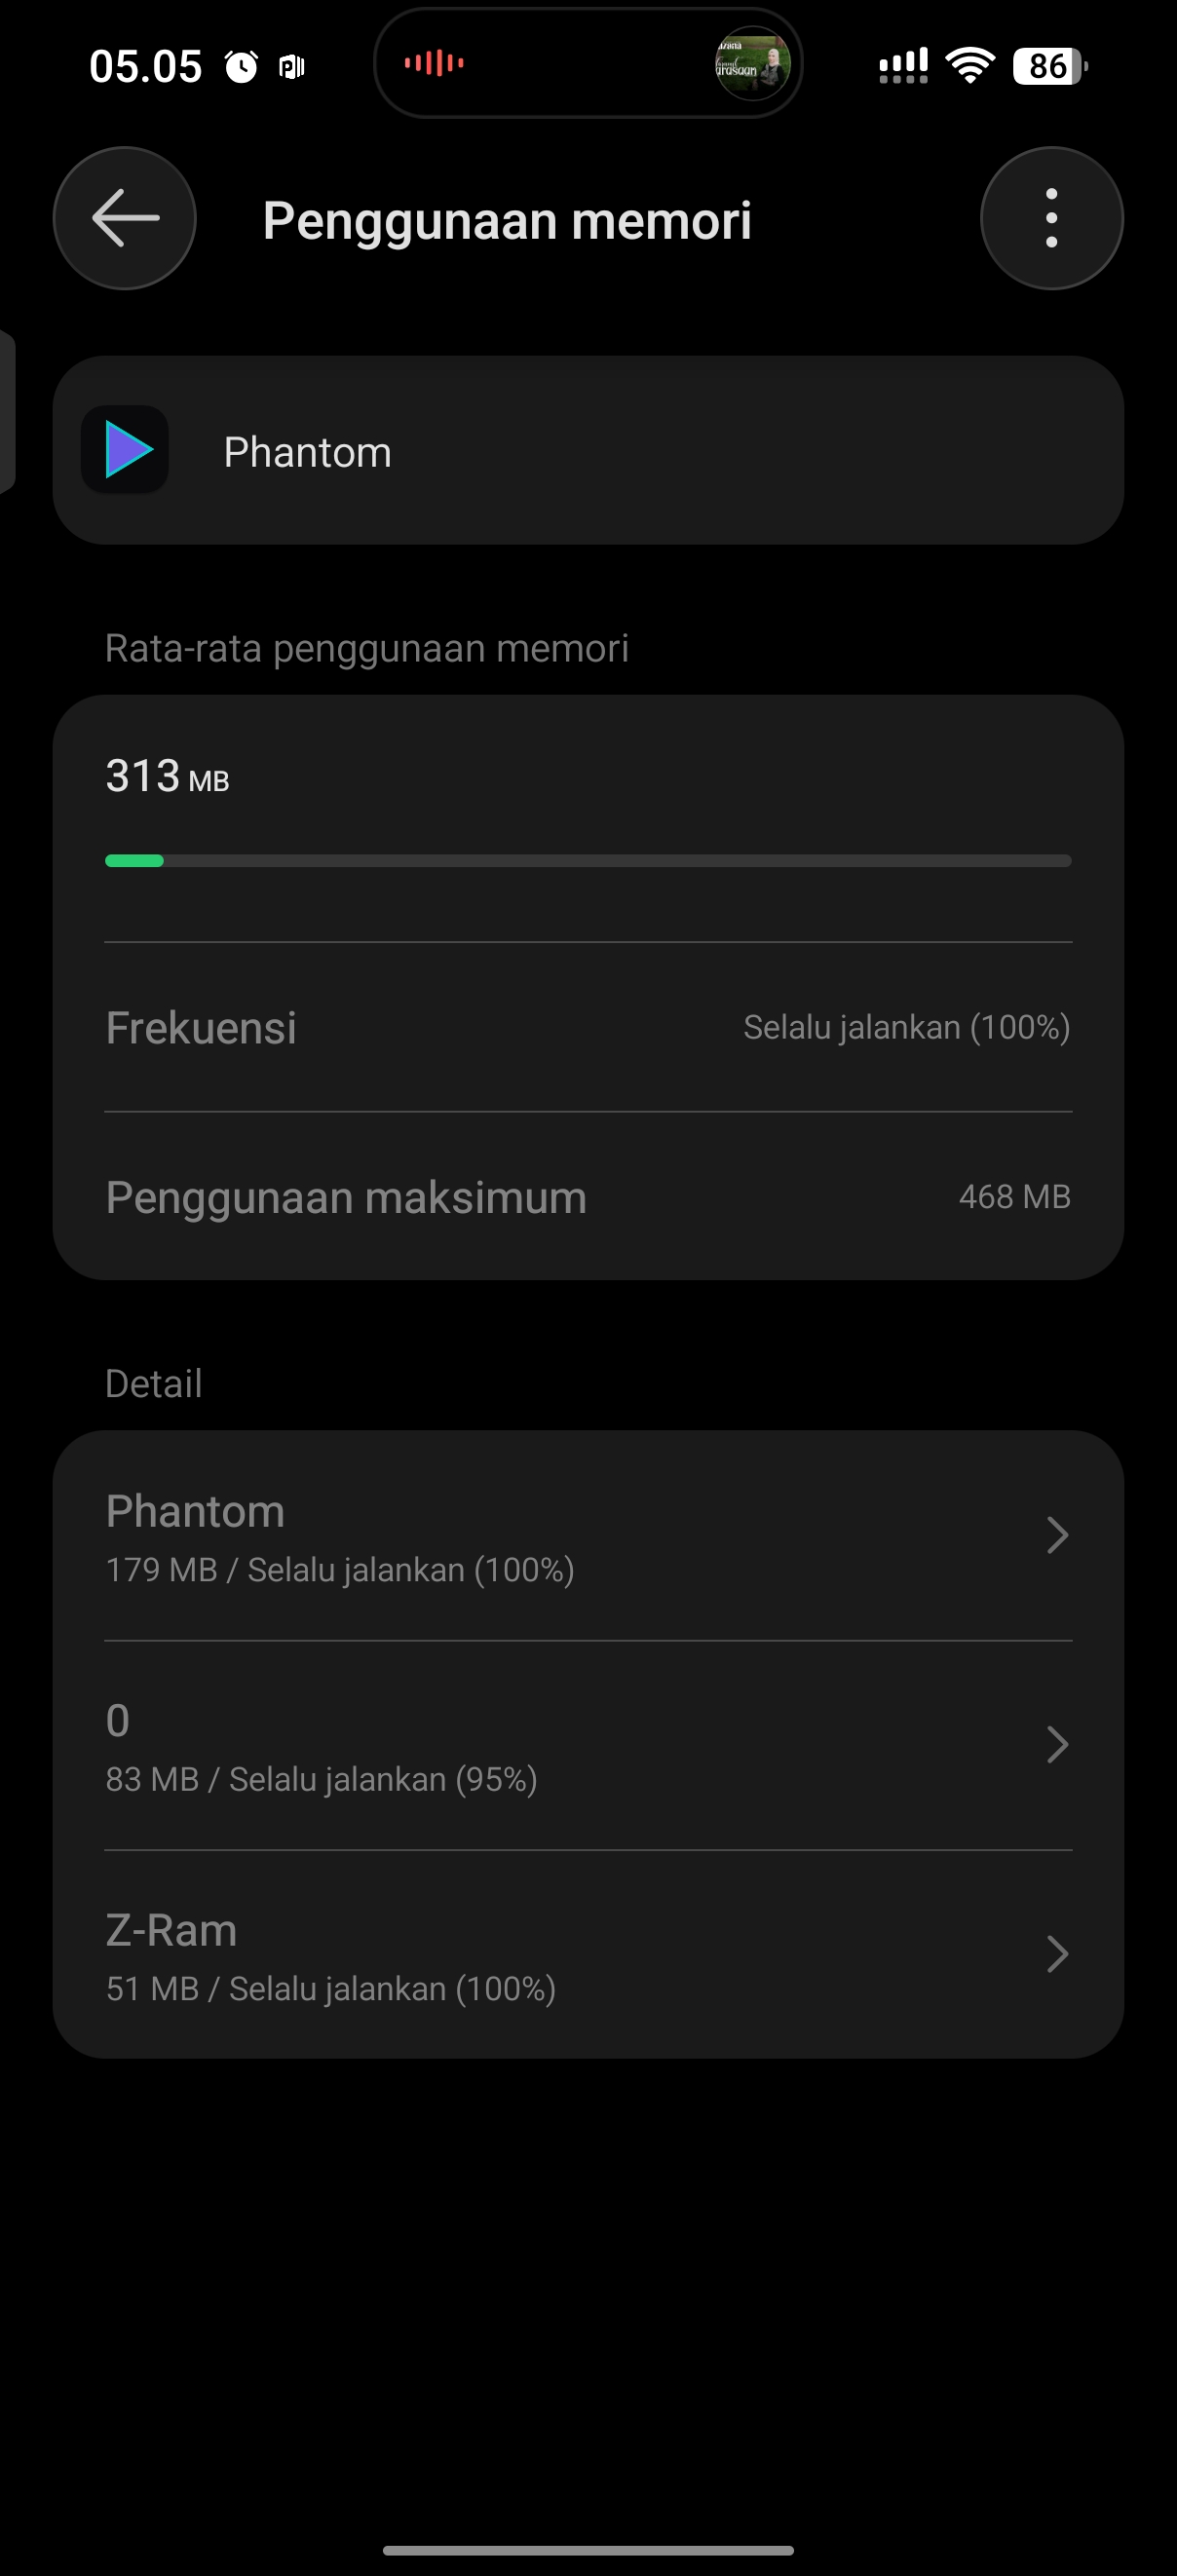 05.05
86
Penggunaan memori
Phantom
Rata-rata penggunaan memori
313 MB
Frekuensi
Selalu jalankan (100%)
Penggunaan maksimum
468 MB
Detail
Phantom
179 MB / Selalu jalankan (100%)
0
83 MB / Selalu jalankan (95%)
Z-Ram
51 MB / Selalu jalankan (100%)